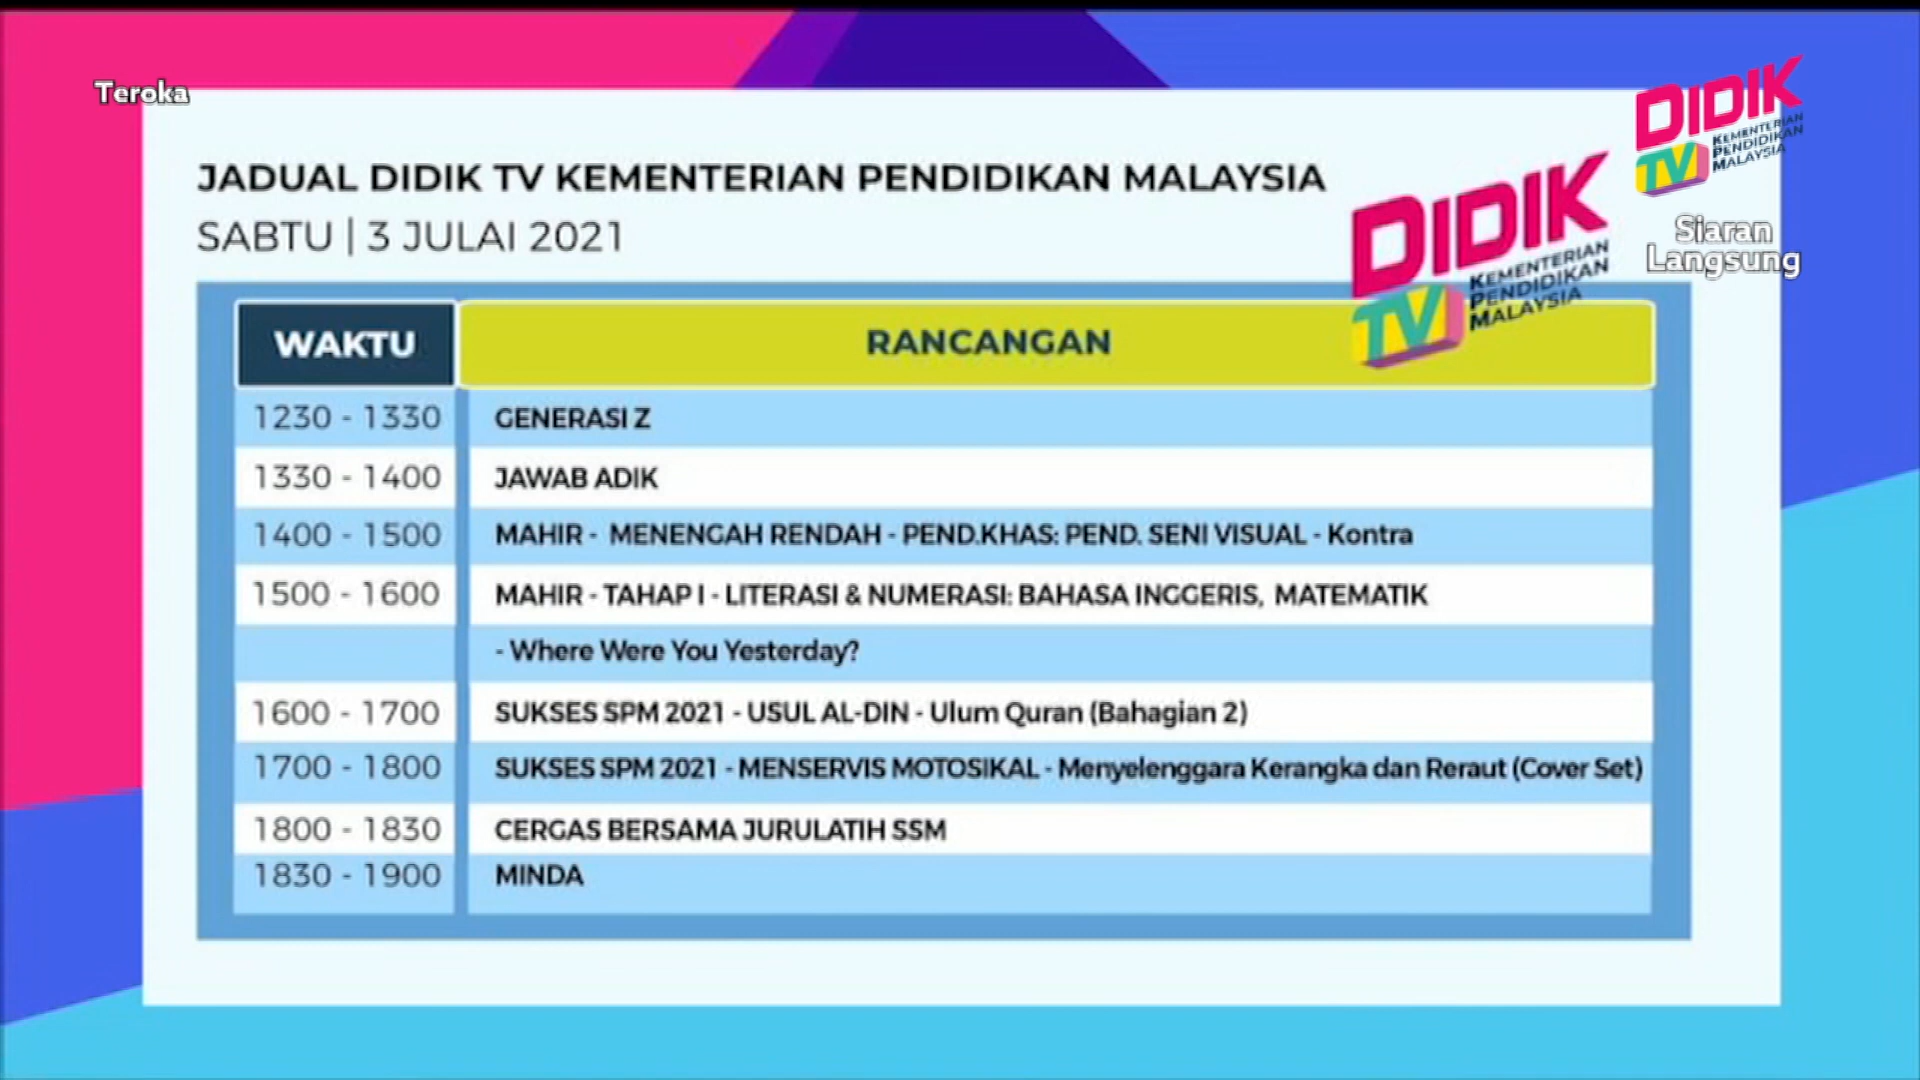 Teroka
DIDIK
TV
KEMENTERIAN
PENDIDIKAN
MALAYSIA
Siaran
Langsung
JADUAL DIDIK TV KEMENTERIAN PENDIDIKAN MALAYSIA
SABTU | 3 JULAI 2021
DIDIK
TV
KEMENTERIAN
PENDIDIKAN
MALAYSIA
WAKTU RANCANGAN
1230 - 1330 GENERASI Z
1330 - 1400 JAWAB ADIK
1400 - 1500 MAHIR - MENENGAH RENDAH - PEND.KHAS: PEND. SENI VISUAL - Kontra
1500 - 1600 MAHIR - TAHAP I - LITERASI & NUMERASI: BAHASA INGGERIS, MATEMATIK
- Where Were You Yesterday?
1600 - 1700 SUKSES SPM 2021 - USUL AL-DIN - Ulum Quran (Bahagian 2)
1700 - 1800 SUKSES SPM 2021 - MENSERVIS MOTOSIKAL - Menyelenggara Kerangka dan Reraut (Cover Set)
1800 - 1830 CERGAS BERSAMA JURULATIH SSM
1830 - 1900 MINDA